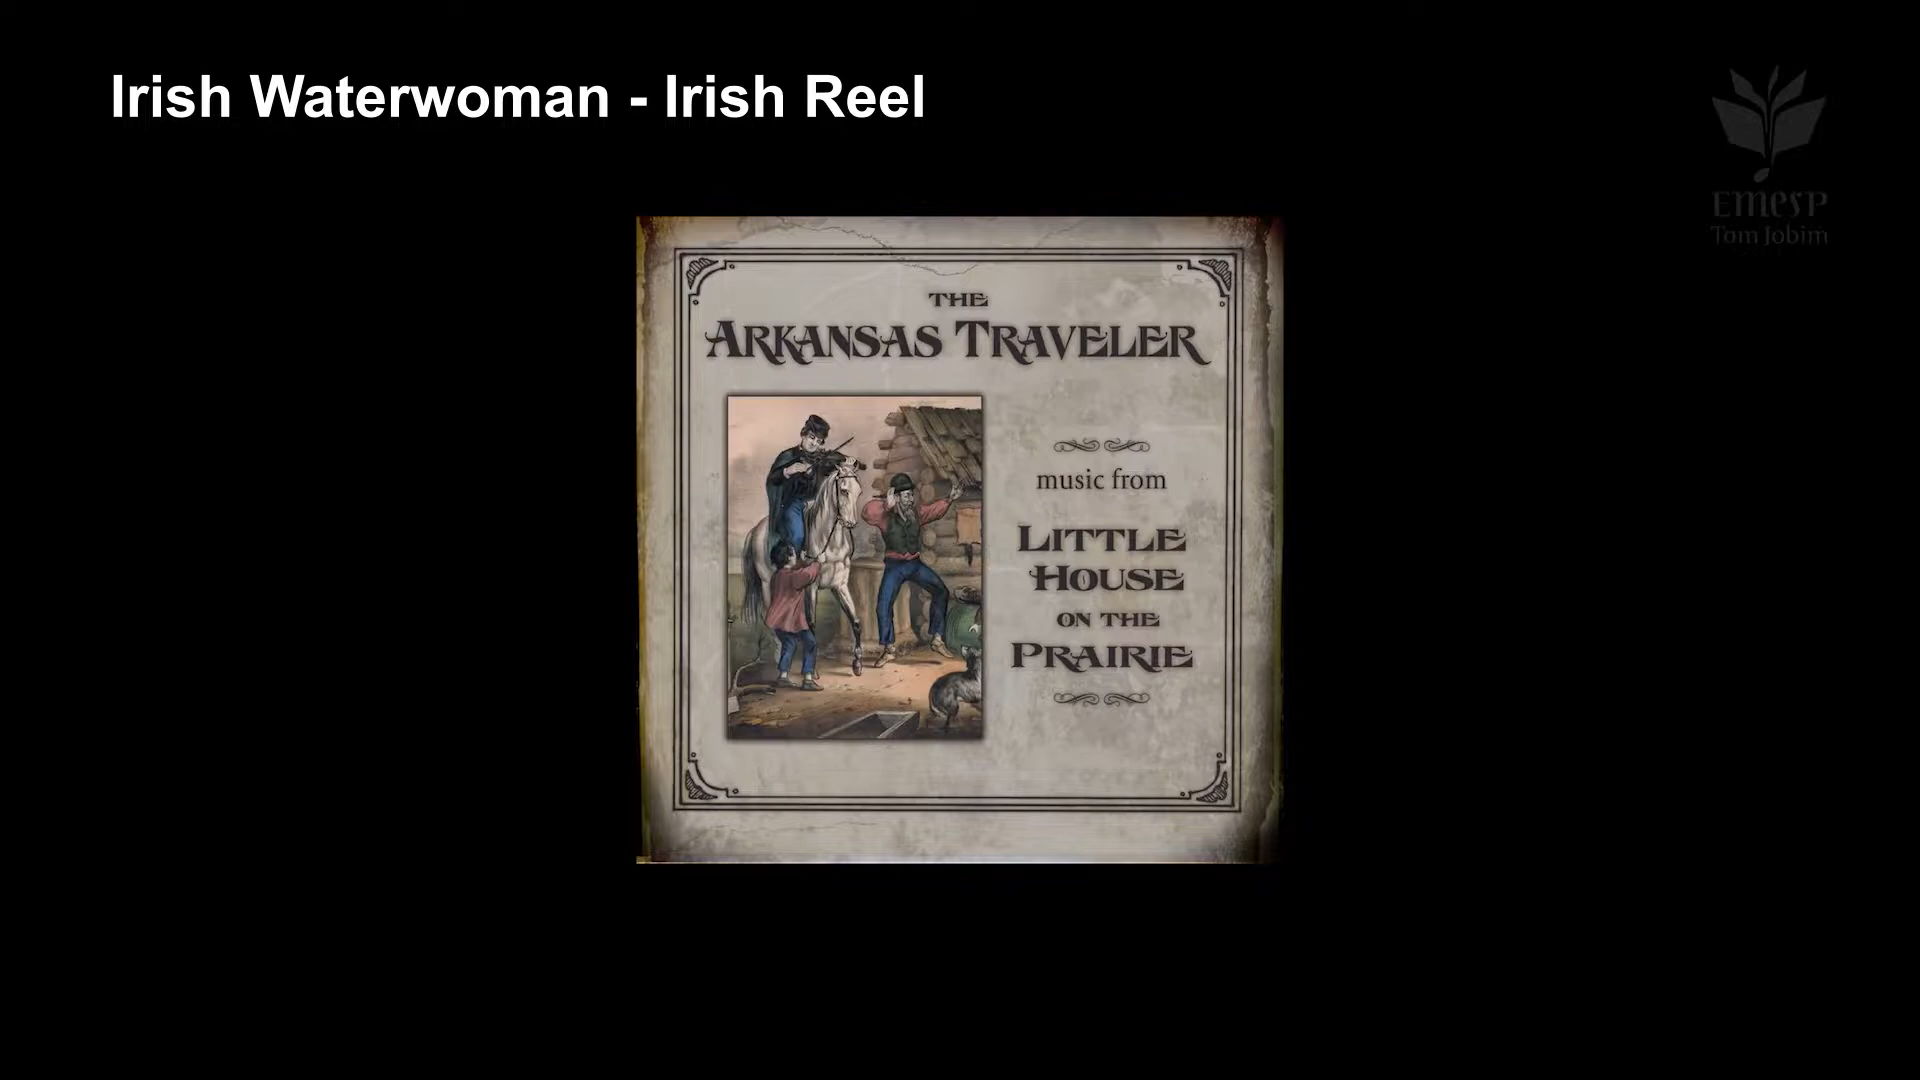 Irish Waterwoman - Irish Reel
EMESP
Tom Jobim
THE
ARKANSAS TRAVELER
music from
LITTLE
HOUSE
ON THE
PRAIRIE